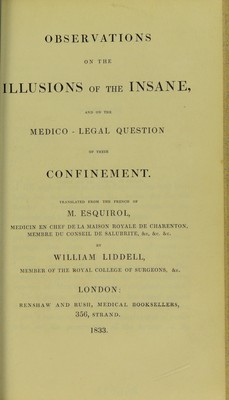 OBSERVATIONS
ON THE
ILLUSIONS OF THE INSANE,
AND ON THE
MEDICO-LEGAL QUESTION
OF THEIR
CONFINEMENT.
TRANSLATED FROM THE FRENCH OF
M. ESQUIROL,
MEDICIN EN CHEF DE LA MAISON ROYALE DE CHARENTON,
MEMBRE DU CONSEIL DE SALUBRITE, &c, &c. &c.
BY
WILLIAM LIDDELL,
MEMBER OF THE ROYAL COLLEGE OF SURGEONS, &c.
LONDON:
RENSHAW AND RUSH, MEDICAL BOOKSELLERS,
356, STRAND.
1833.